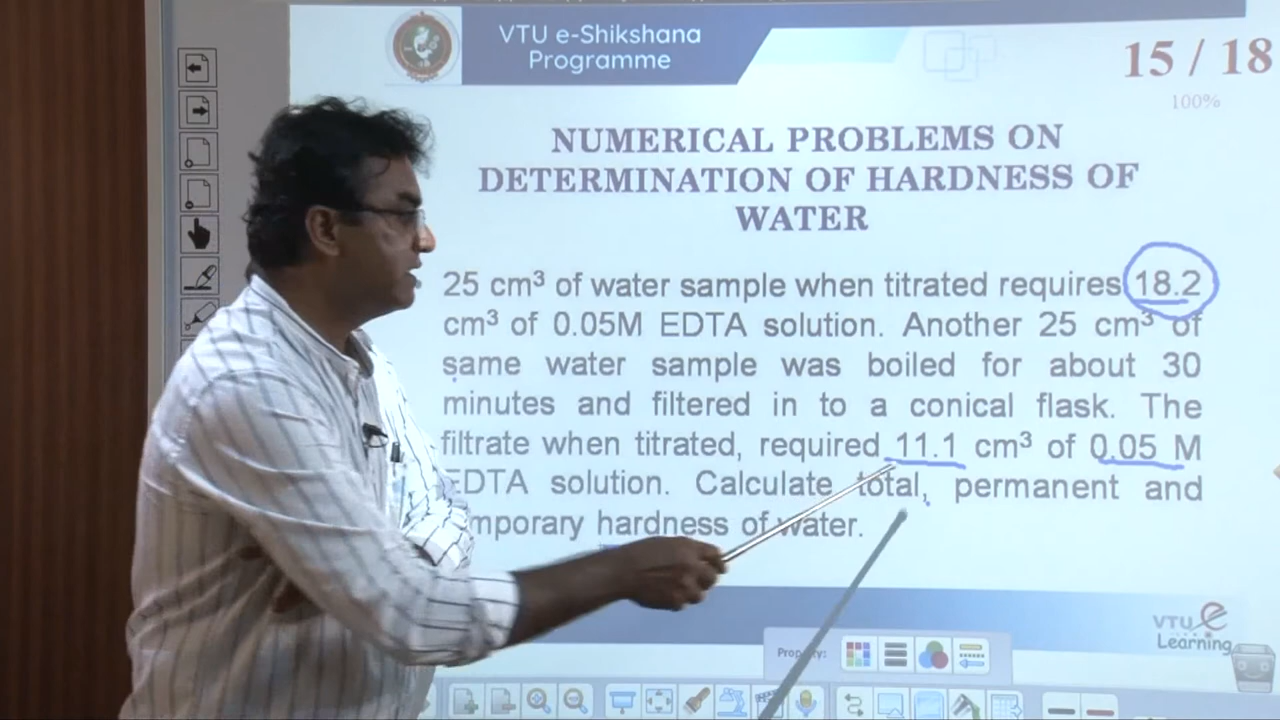 VTU e-Shikshana
Programme
15 / 18
100%
NUMERICAL PROBLEMS ON
DETERMINATION OF HARDNESS OF
WATER
25 cm³ of water sample when titrated requires 18.2
cm³ of 0.05M EDTA solution. Another 25 cm³ of
same water sample was boiled for about 30
minutes and filtered in to a conical flask. The
filtrate when titrated, required 11.1 cm³ of 0.05 M
EDTA solution. Calculate total, permanent and
hardness of water.
VTU e
Learning